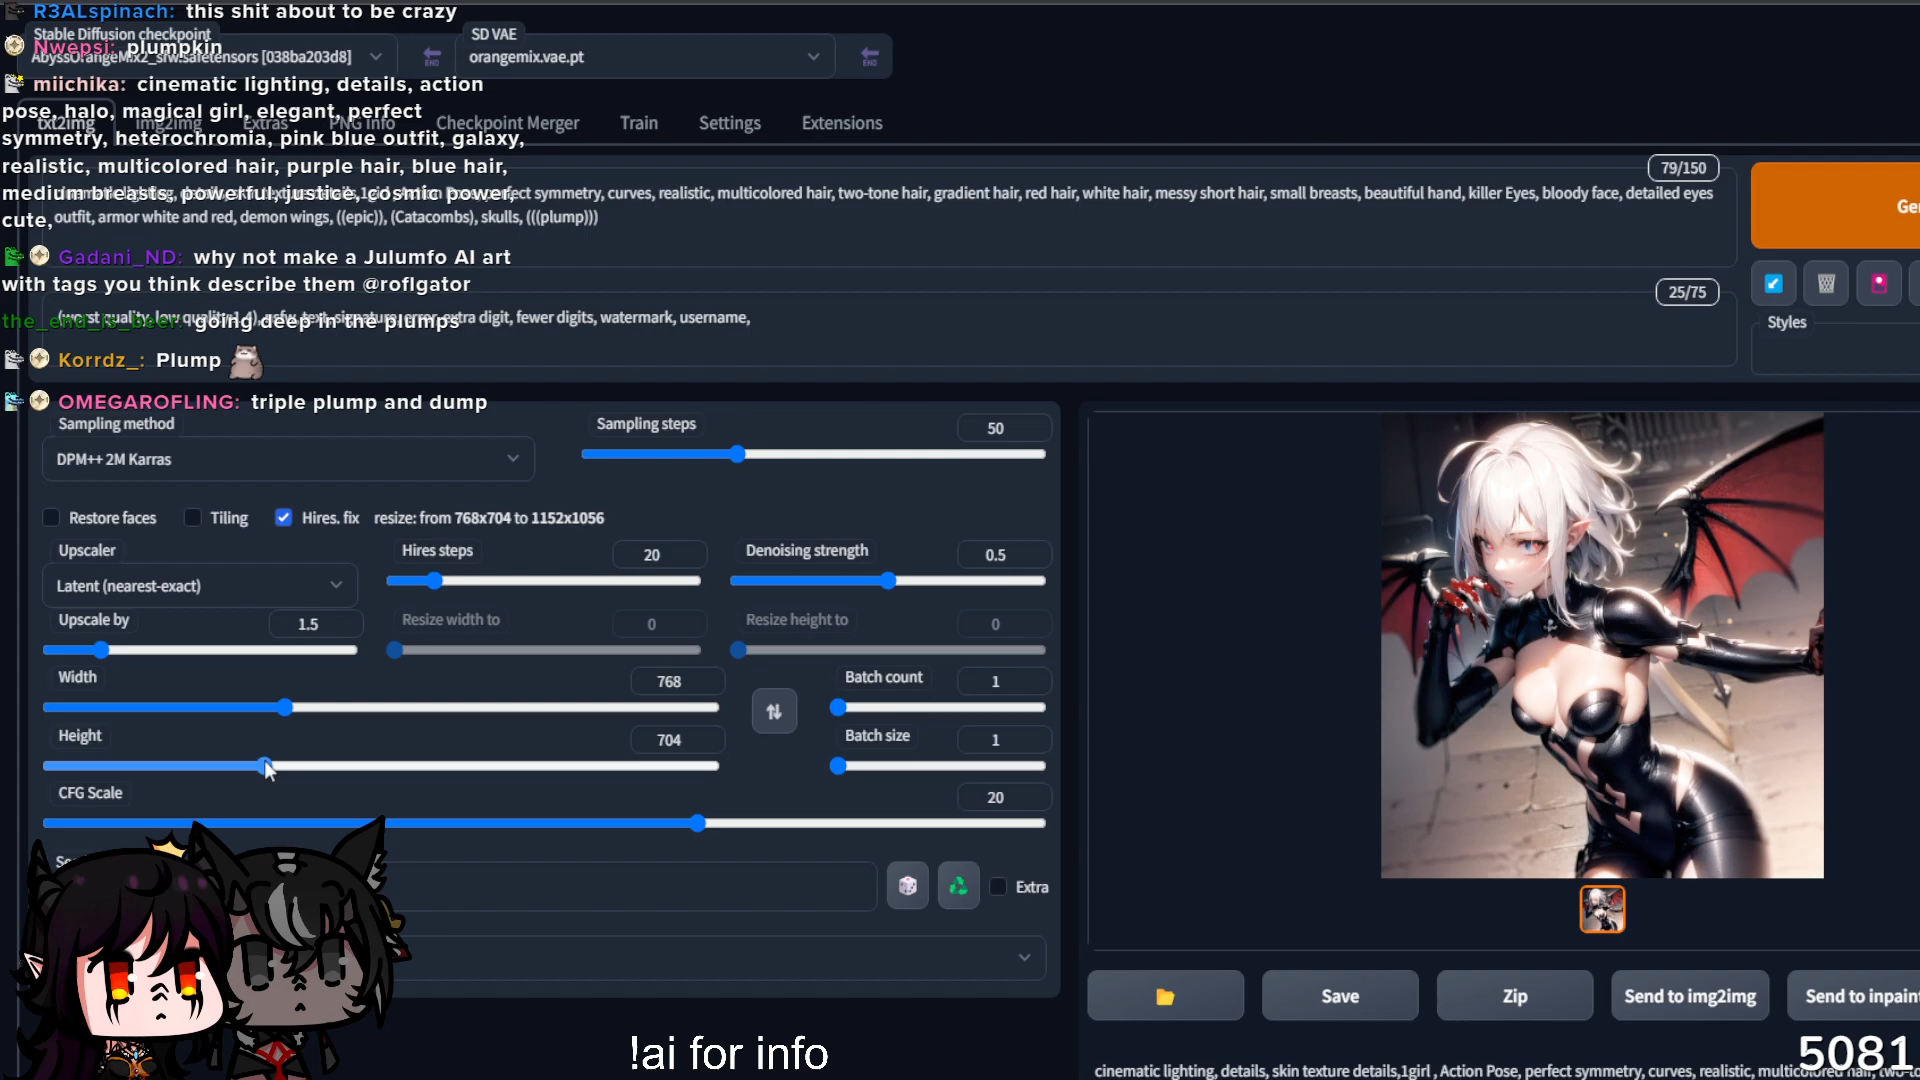 R3ALspinach: this shit about to be crazy
Stable Diffusion checkpoint
SD VAE
Nwepsi: plumpkin
AbyssOrangeMix2_sfw.safetensors [038ba203d8]
orangemix.vae.pt
miichika: cinematic lighting, details, action
pose, halo, magical girl, elegant, perfect
symmetry, heterochromia, pink blue outfit, galaxy,
realistic, multicolored hair, purple hair, blue hair,
medium breasts, powerful, justice, cosmic power,
cute,
txt2img
img2img
Extras
PNG Info
Checkpoint Merger
Train
Settings
Extensions
79/150
perfect symmetry, curves, realistic, multicolored hair, two-tone hair, gradient hair, red hair, white hair, messy short hair, small breasts, beautiful hand, killer Eyes, bloody face, detailed eyes
outfit, armor white and red, demon wings, ((epic)), (Catacombs), skulls, (((plump)))
Gadani_ND: why not make a Julumfo AI art
with tags you think describe them @roflgator
25/75
the_end_is_beer: going deep in the plumps
extra digit, fewer digits, watermark, username,
Styles
Korrdz_: Plump
OMEGAROFLING: triple plump and dump
Sampling method
Sampling steps
50
DPM++ 2M Karras
Restore faces
Tiling
Hires. fix
resize: from 768x704 to 1152x1056
Upscaler
Hires steps
20
Denoising strength
0.5
Latent (nearest-exact)
Upscale by
1.5
Resize width to
0
Resize height to
0
Width
768
Batch count
1
Height
704
Batch size
1
CFG Scale
20
Extra
Save
Zip
Send to img2img
Send to inpaint
!ai for info
5081
cinematic lighting, details, skin texture details,1girl , Action Pose, perfect symmetry, curves, realistic, multicolored hair,